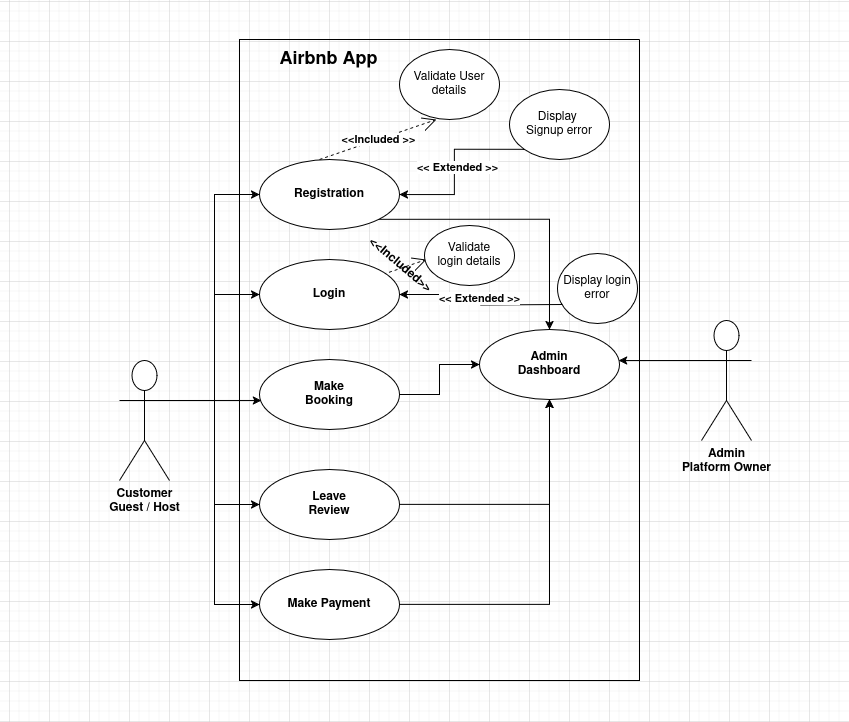 Airbnb App
Validate User
details
Display
Signup error
<<Included >>
<< Extended >>
Registration
Validate
login details
<<Included>>
Display login
error
Login
<< Extended >>
Admin
Dashboard
Make
Booking
Admin
Platform Owner
Customer
Guest / Host
Leave
Review
Make Payment